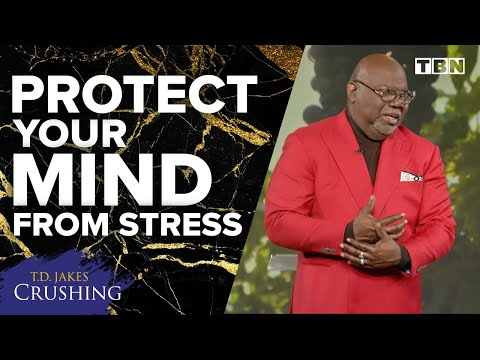 PROTECT
YOUR
MIND
FROM STRESS
T.D. JAKES
CRUSHING
TBN